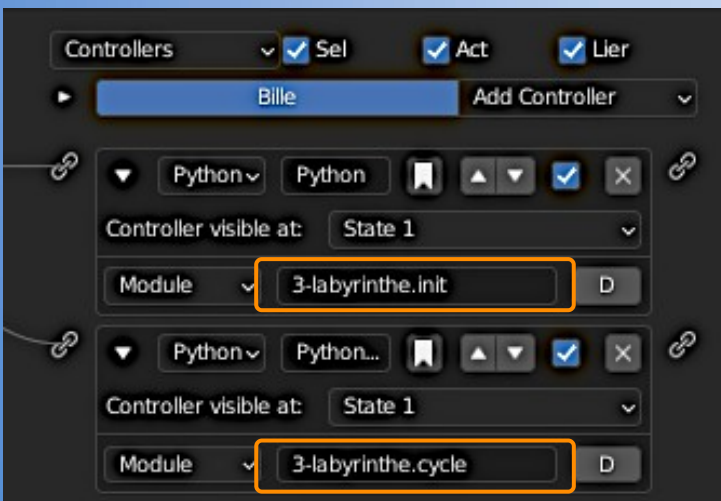 Controllers Sel Act Lier
Bille Add Controller
Python Python
Controller visible at: State 1
Module 3-labyrinthe.init D
Python Python...
Controller visible at: State 1
Module 3-labyrinthe.cycle D